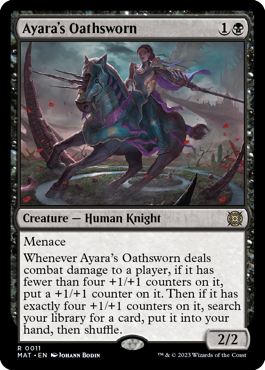 Ayara's Oathsworn 1
Creature — Human Knight
Menace
Whenever Ayara's Oathsworn deals
combat damage to a player, if it has
fewer than four +1/+1 counters on it,
put a +1/+1 counter on it. Then if it has
exactly four +1/+1 counters on it, search
your library for a card, put it into your
hand, then shuffle.
2/2
R 0011
MAT • EN Iohann Bodin
™ & © 2023 Wizards of the Coast